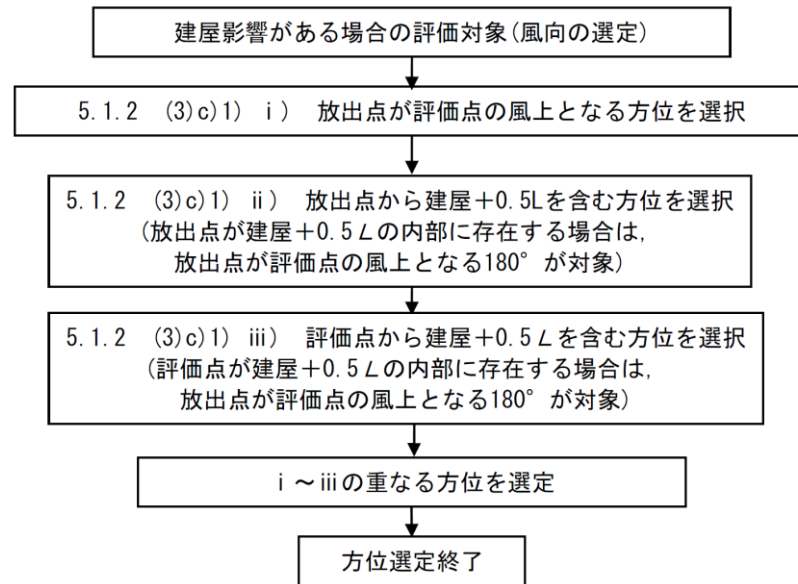 建屋影響がある場合の評価対象(風向の選定)
5.1.2 (3)c)1) ⅰ) 放出点が評価点の風上となる方位を選択
5.1.2 (3)c)1) ⅱ) 放出点から建屋+0.5Lを含む方位を選択
(放出点が建屋+0.5Lの内部に存在する場合は,
放出点が評価点の風上となる180°が対象)
5.1.2 (3)c)1) ⅲ) 評価点から建屋+0.5Lを含む方位を選択
(評価点が建屋+0.5Lの内部に存在する場合は,
放出点が評価点の風上となる180°が対象)
ⅰ~ⅲの重なる方位を選定
方位選定終了